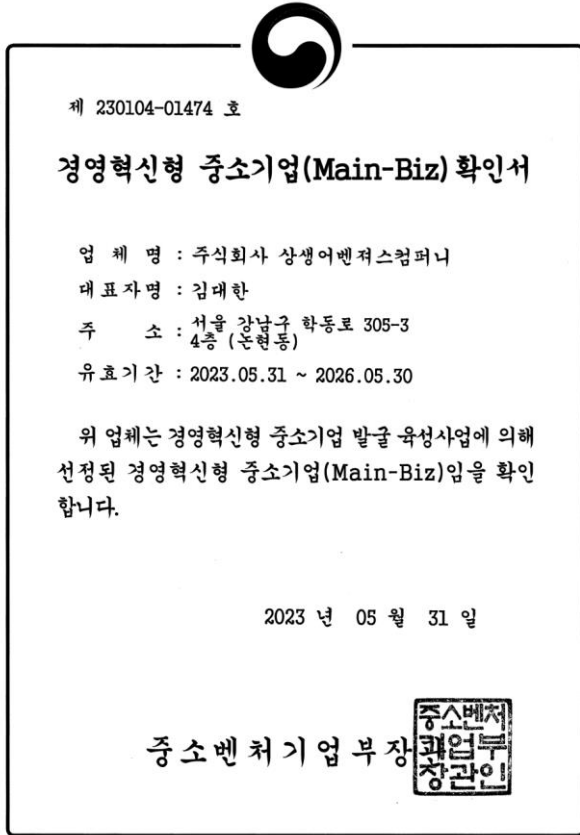 제 230104-01474 호
경영혁신형 중소기업(Main-Biz) 확인서
업 체 명 : 주식회사 상생어벤져스컴퍼니
대표자명 : 김대한
주 소 : 서울 강남구 학동로 305-3
4층 (논현동)
유효기간 : 2023.05.31 ~ 2026.05.30
위 업체는 경영혁신형 중소기업 발굴 육성사업에 의해
선정된 경영혁신형 중소기업(Main-Biz)임을 확인
합니다.
2023 년 05 월 31 일
중소벤처기업부장관
중소벤처
기업부
장관인